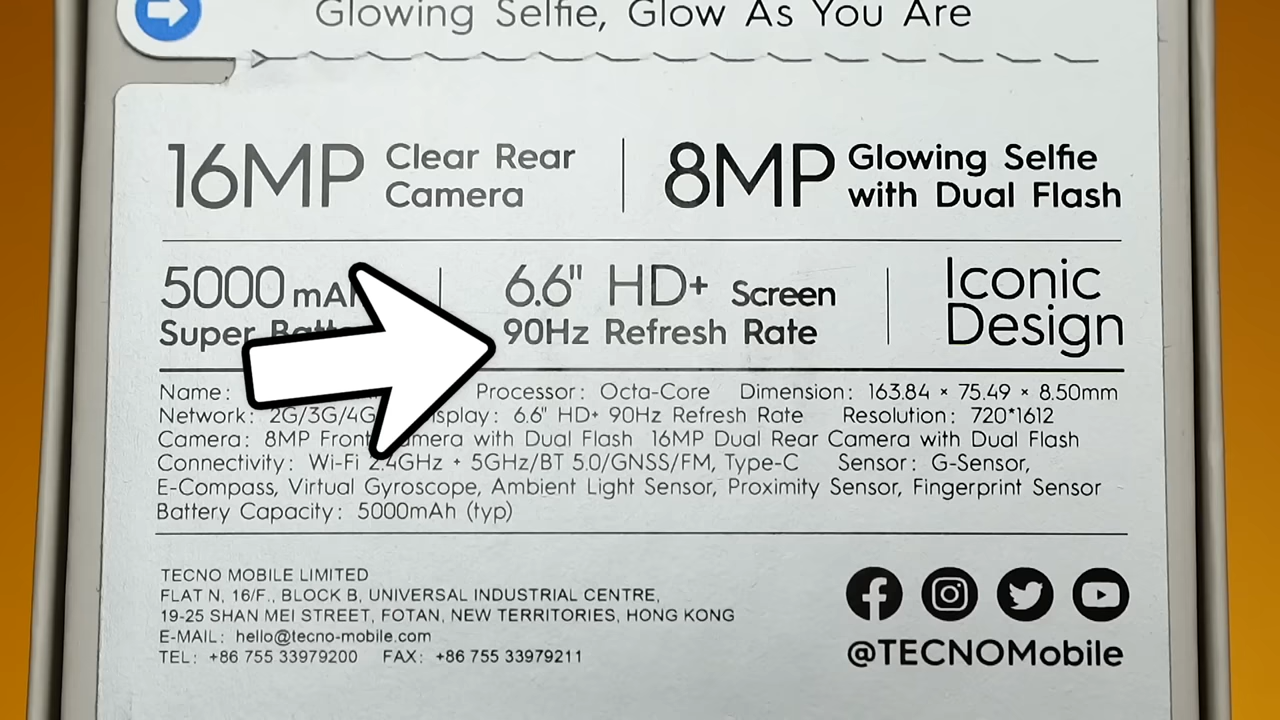 Glowing Selfie, Glow As You Are
16MP Clear Rear Camera
8MP Glowing Selfie with Dual Flash
5000
Super
6.6" HD+ Screen
90Hz Refresh Rate
Iconic
Design
Name: Processor: Octa-Core Dimension: 163.84 × 75.49 × 8.50mm
Network: 2G/3G/4G 6.6" HD+ 90Hz Refresh Rate Resolution: 720*1612
Camera: 8MP Front with Dual Flash 16MP Dual Rear Camera with Dual Flash
Connectivity: Wi-Fi 2.4GHz + 5GHz/BT 5.0/GNSS/FM, Type-C Sensor: G-Sensor,
E-Compass, Virtual Gyroscope, Ambient Light Sensor, Proximity Sensor, Fingerprint Sensor
Battery Capacity: 5000mAh (typ)
TECNO MOBILE LIMITED
FLAT N, 16/F., BLOCK B, UNIVERSAL INDUSTRIAL CENTRE,
19-25 SHAN MEI STREET, FOTAN, NEW TERRITORIES, HONG KONG
E-MAIL: hello@tecno-mobile.com
TEL: +86 755 33979200 FAX: +86 755 33979211
@TECNOMobile